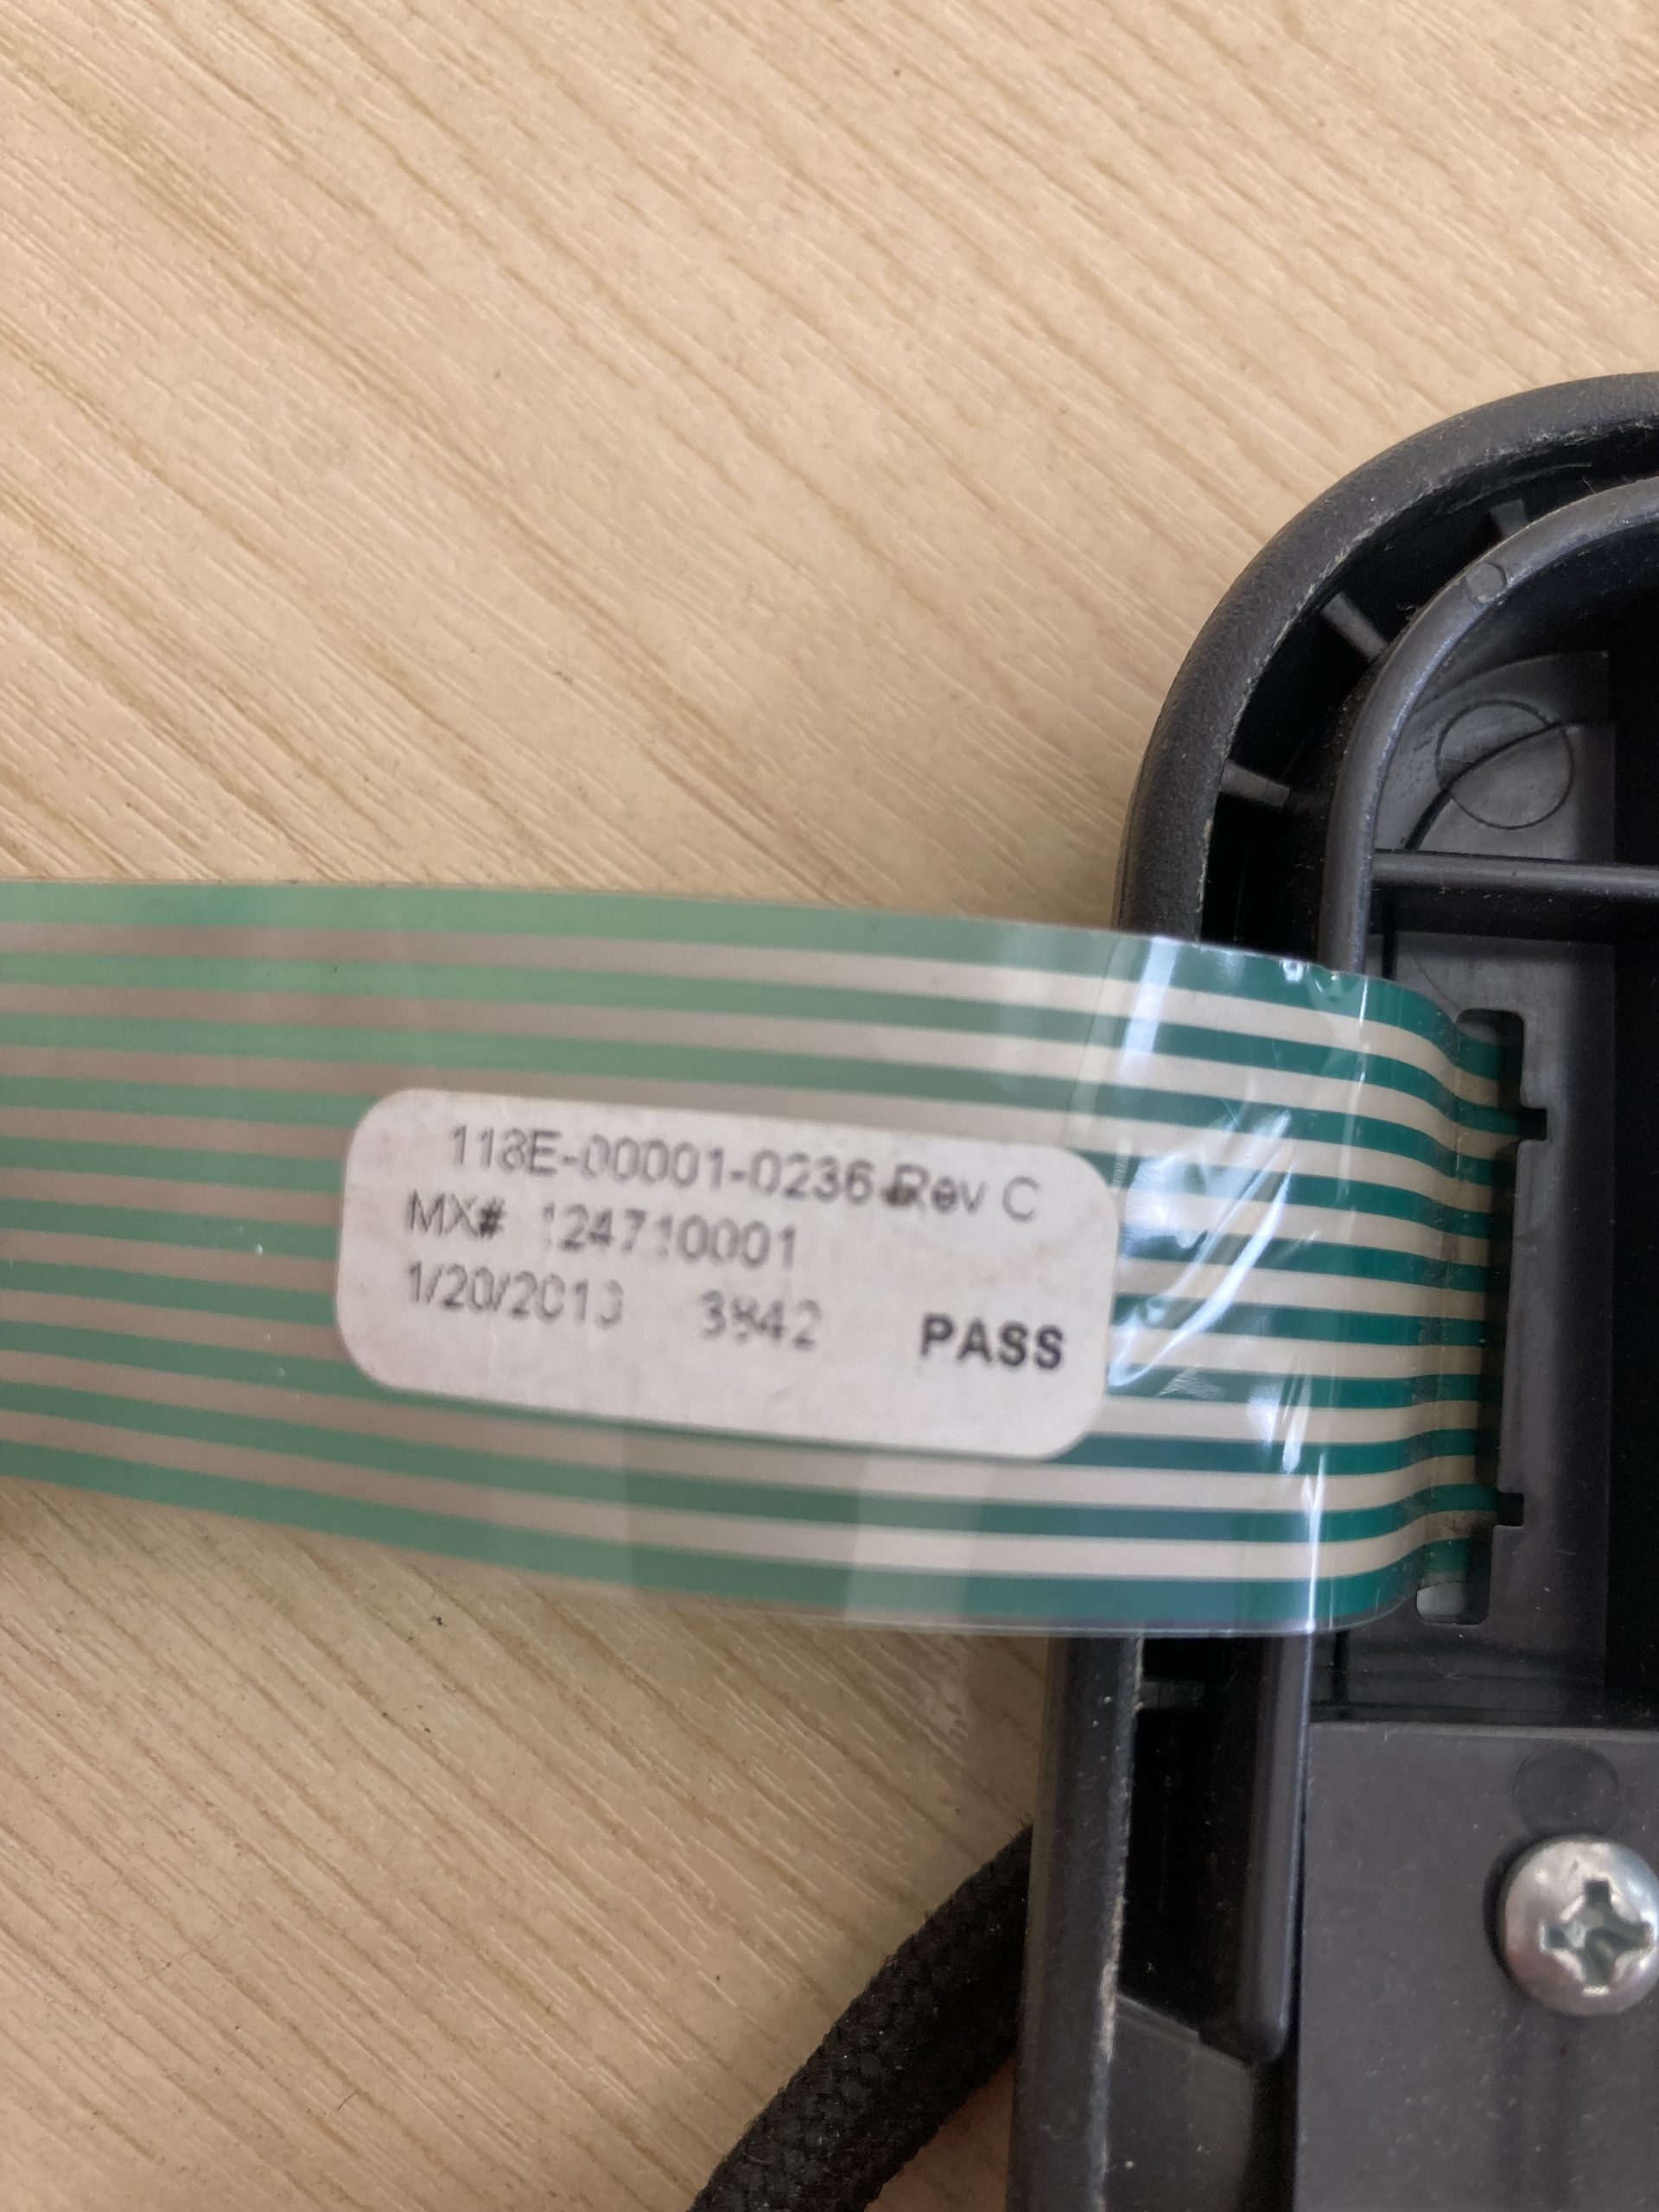 118E-00001-0236 Rev C
MX# 124710001
1/20/2013 3842 PASS